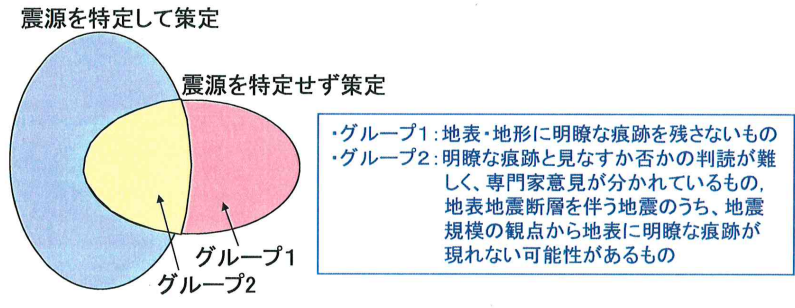 震源を特定して策定
震源を特定せず策定
グループ1
グループ2
・グループ1：地表・地形に明瞭な痕跡を残さないもの
・グループ2：明瞭な痕跡と見なすか否かの判読が難
しく、専門家意見が分かれているもの,
地表地震断層を伴う地震のうち、地震
規模の観点から地表に明瞭な痕跡が
現れない可能性があるもの